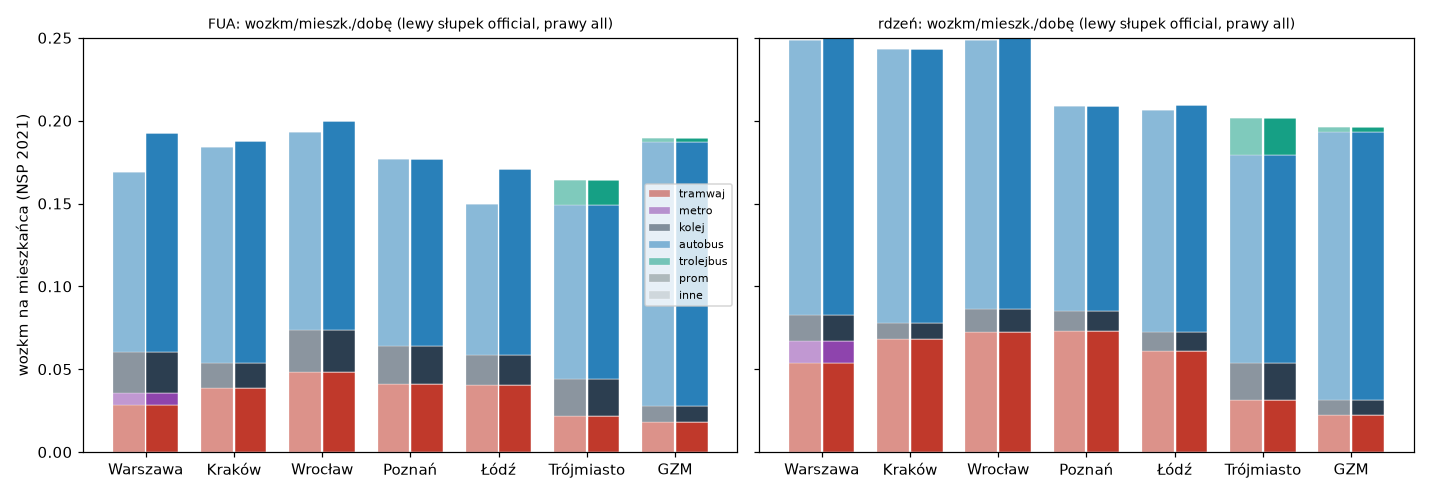 FUA: wozkm/mieszk./dobę (lewy słupek official, prawy all)
rdzeń: wozkm/mieszk./dobę (lewy słupek official, prawy all)
wozkm na mieszkańca (NSP 2021)
0.25
0.20
0.15
0.10
0.05
0.00
tramwaj
metro
kolej
autobus
trolejbus
prom
inne
Warszawa Kraków Wrocław Poznań Łódź Trójmiasto GZM
Warszawa Kraków Wrocław Poznań Łódź Trójmiasto GZM